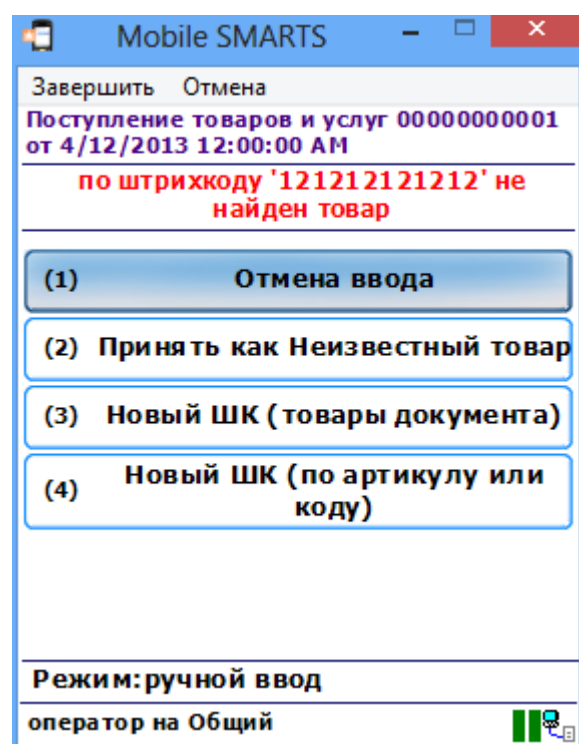 Mobile SMARTS
Завершить Отмена
Поступление товаров и услуг 00000000001
от 4/12/2013 12:00:00 AM
по штрихкоду '121212121212' не
найден товар
(1) Отмена ввода
(2) Принять как Неизвестный товар
(3) Новый ШК (товары документа)
(4) Новый ШК (по артикулу или
коду)
Режим:ручной ввод
оператор на Общий